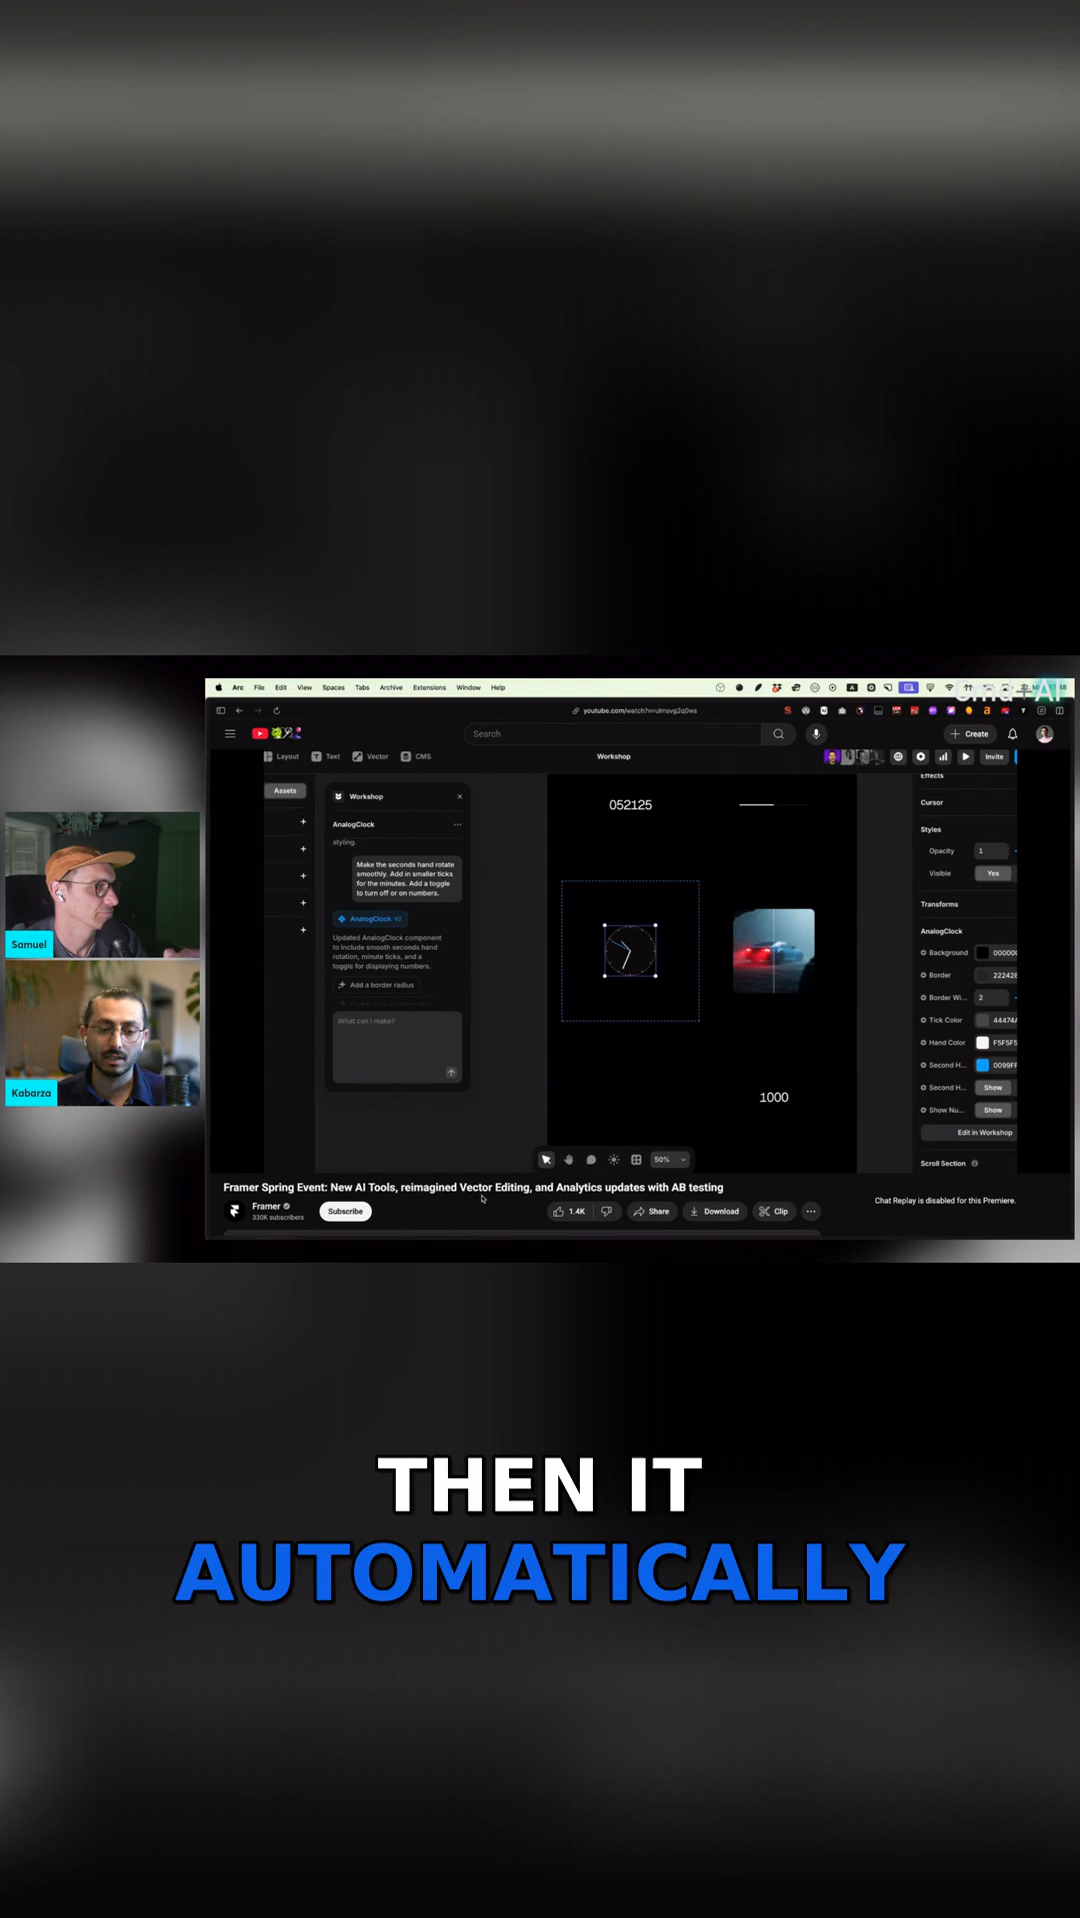 Arc File Edit View Spaces Tabs Archive Extensions Window Help
youtube.com/watch?v=ulmsvg2q0ws
Search
Create
Layout Text Vector CMS
Workshop
Invite
Assets
Workshop
AnalogClock
styling.
Make the seconds hand rotate
smoothly. Add in smaller ticks
for the minutes. Add a toggle
to turn off or on numbers.
AnalogClock V2
Updated AnalogClock component
to include smooth seconds hand
rotation, minute ticks, and a
toggle for displaying numbers.
Add a border radius
What can I make?
052125
1000
50%
Effects
Cursor
Styles
Opacity 1
Visible Yes
Transforms
AnalogClock
Background 00000
Border 22242
Border Wi... 2
Tick Color 44474
Hand Color F5F5F5
Second H... 0099FF
Second H... Show
Show Nu... Show
Edit in Workshop
Scroll Section
Samuel
Kabarza
Framer Spring Event: New AI Tools, reimagined Vector Editing, and Analytics updates with AB testing
Framer
330K subscribers
Subscribe
1.4K
Share
Download
Clip
Chat Replay is disabled for this Premiere.
THEN IT
AUTOMATICALLY